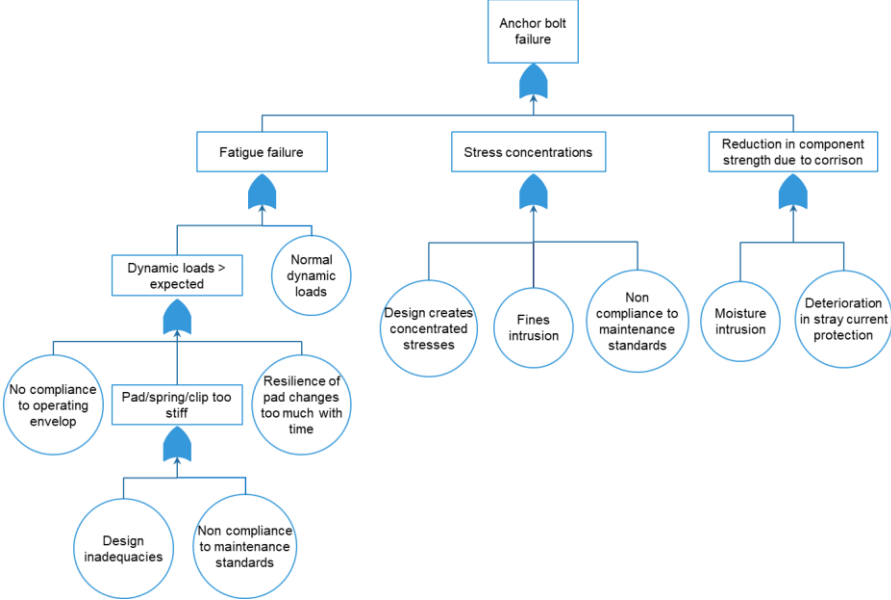 Anchor bolt
failure
Fatigue failure
Stress concentrations
Reduction in component
strength due to corrison
Dynamic loads >
expected
Normal
dynamic
loads
Design creates
concentrated
stresses
Fines
intrusion
Non
compliance to
maintenance
standards
Moisture
intrusion
Deterioration
in stray current
protection
No compliance
to operating
envelop
Pad/spring/clip too
stiff
Resilience of
pad changes
too much with
time
Design
inadequacies
Non compliance
to maintenance
standards